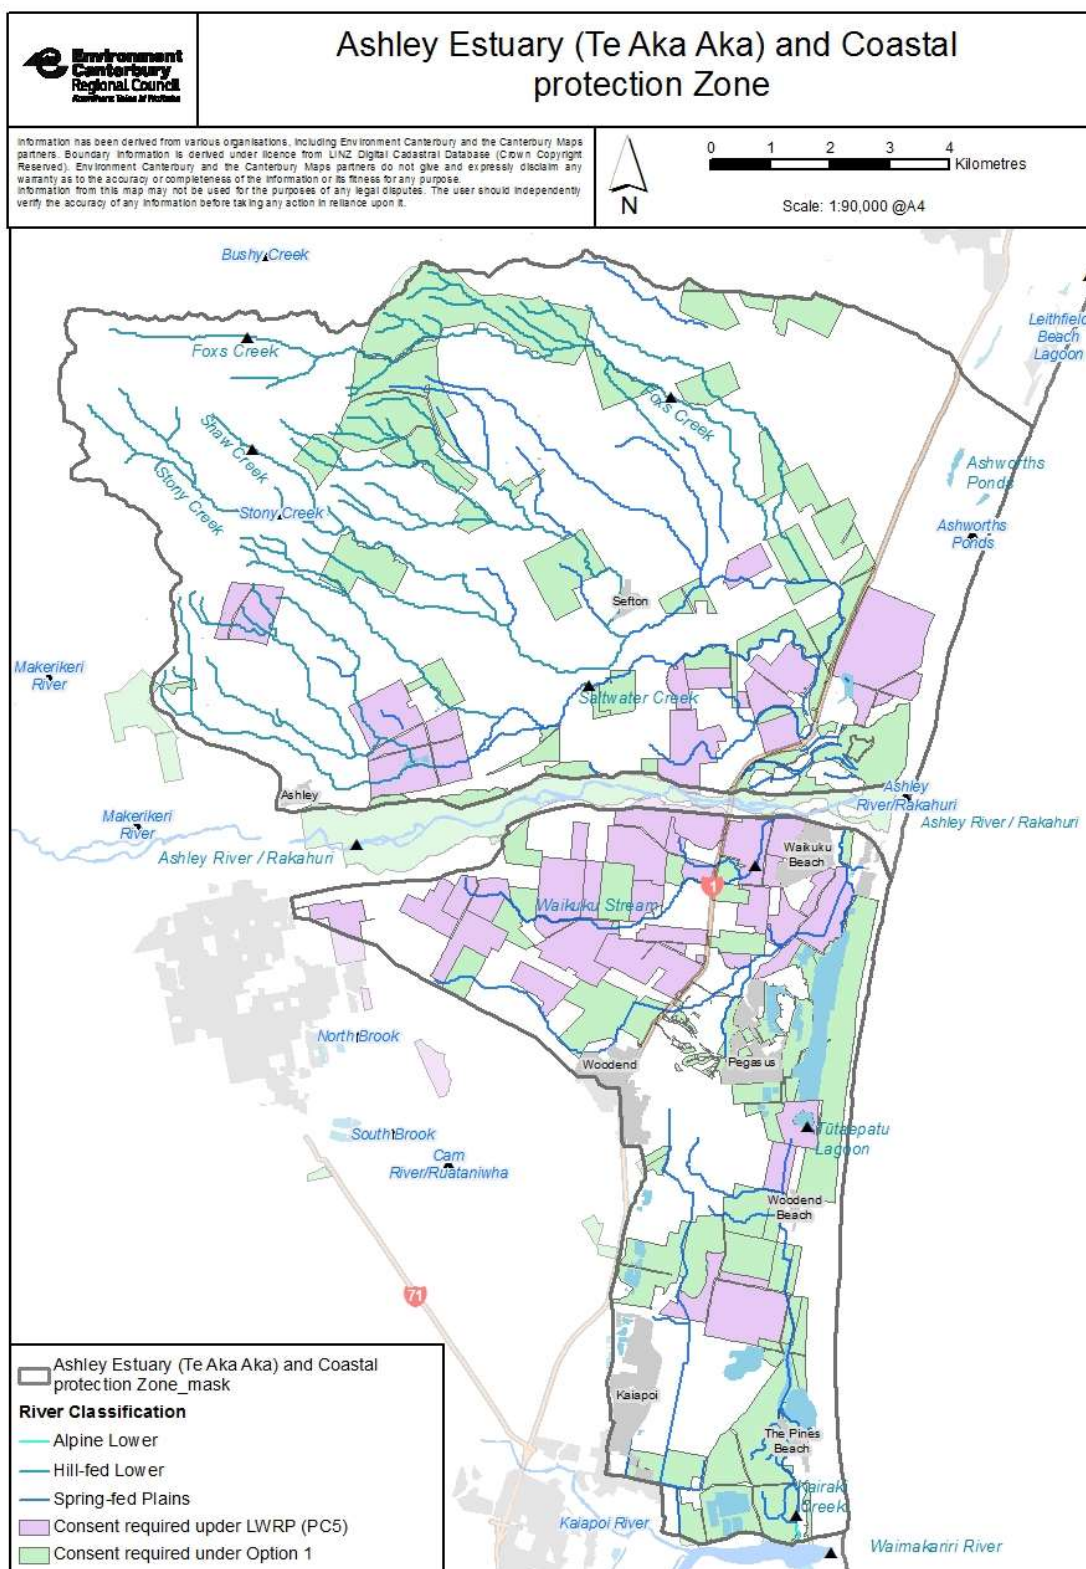 Environment
Canterbury
Regional Council
Kaunihera Taiao ki Waitaha
Ashley Estuary (Te Aka Aka) and Coastal
protection Zone
Information has been derived from various organisations, including Environment Canterbury and the Canterbury Maps
partners. Boundary information is derived under licence from LINZ Digital Cadastral Database (Crown Copyright
Reserved). Environment Canterbury and the Canterbury Maps partners do not give and expressly disclaim any
warranty as to the accuracy or completeness of the information or its fitness for any purpose.
Information from this map may not be used for the purposes of any legal disputes. The user should independently
verify the accuracy of any information before taking any action in reliance upon it.
N
0 1 2 3 4
Kilometres
Scale: 1:90,000 @A4
Bushy Creek
Leithfield
Beach
Lagoon
Foxs Creek
Foxs Creek
Shaw Creek
Stony Creek
Stony Creek
Ashworths
Ponds
Ashworths
Ponds
Sefton
Makerikeri
River
Saltwater Creek
Ashley
Ashley
River/Rakahuri
Ashley River / Rakahuri
Makerikeri
River
Ashley River / Rakahuri
Waikuku
Beach
1
Waikuku Stream
North Brook
Woodend
Pegasus
South Brook
Cam
River/Ruataniwha
Tūtaepatu
Lagoon
Woodend
Beach
71
Kaiapoi
The Pines
Beach
Kairaki
Creek
Kaiapoi River
Waimakariri River
Ashley Estuary (Te Aka Aka) and Coastal
protection Zone_mask
River Classification
Alpine Lower
Hill-fed Lower
Spring-fed Plains
Consent required under LWRP (PC5)
Consent required under Option 1